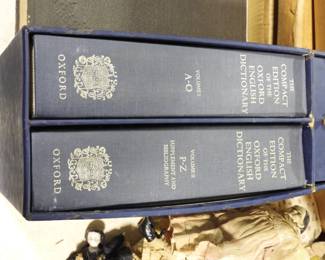 THE
COMPACT
EDITION
OF THE
OXFORD
ENGLISH
DICTIONARY
VOLUME I
A-O
OXFORD
THE
COMPACT
EDITION
OF THE
OXFORD
ENGLISH
DICTIONARY
VOLUME II
P-Z
SUPPLEMENT AND
BIBLIOGRAPHY
OXFORD